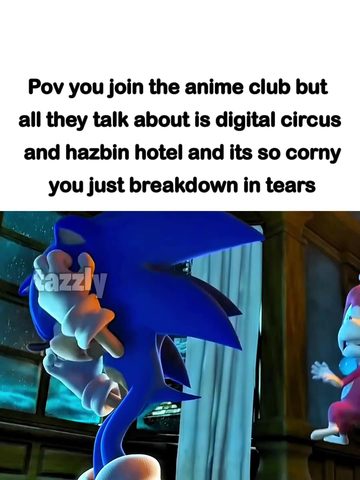 Pov you join the anime club but
all they talk about is digital circus
and hazbin hotel and its so corny
you just breakdown in tears
tazzly